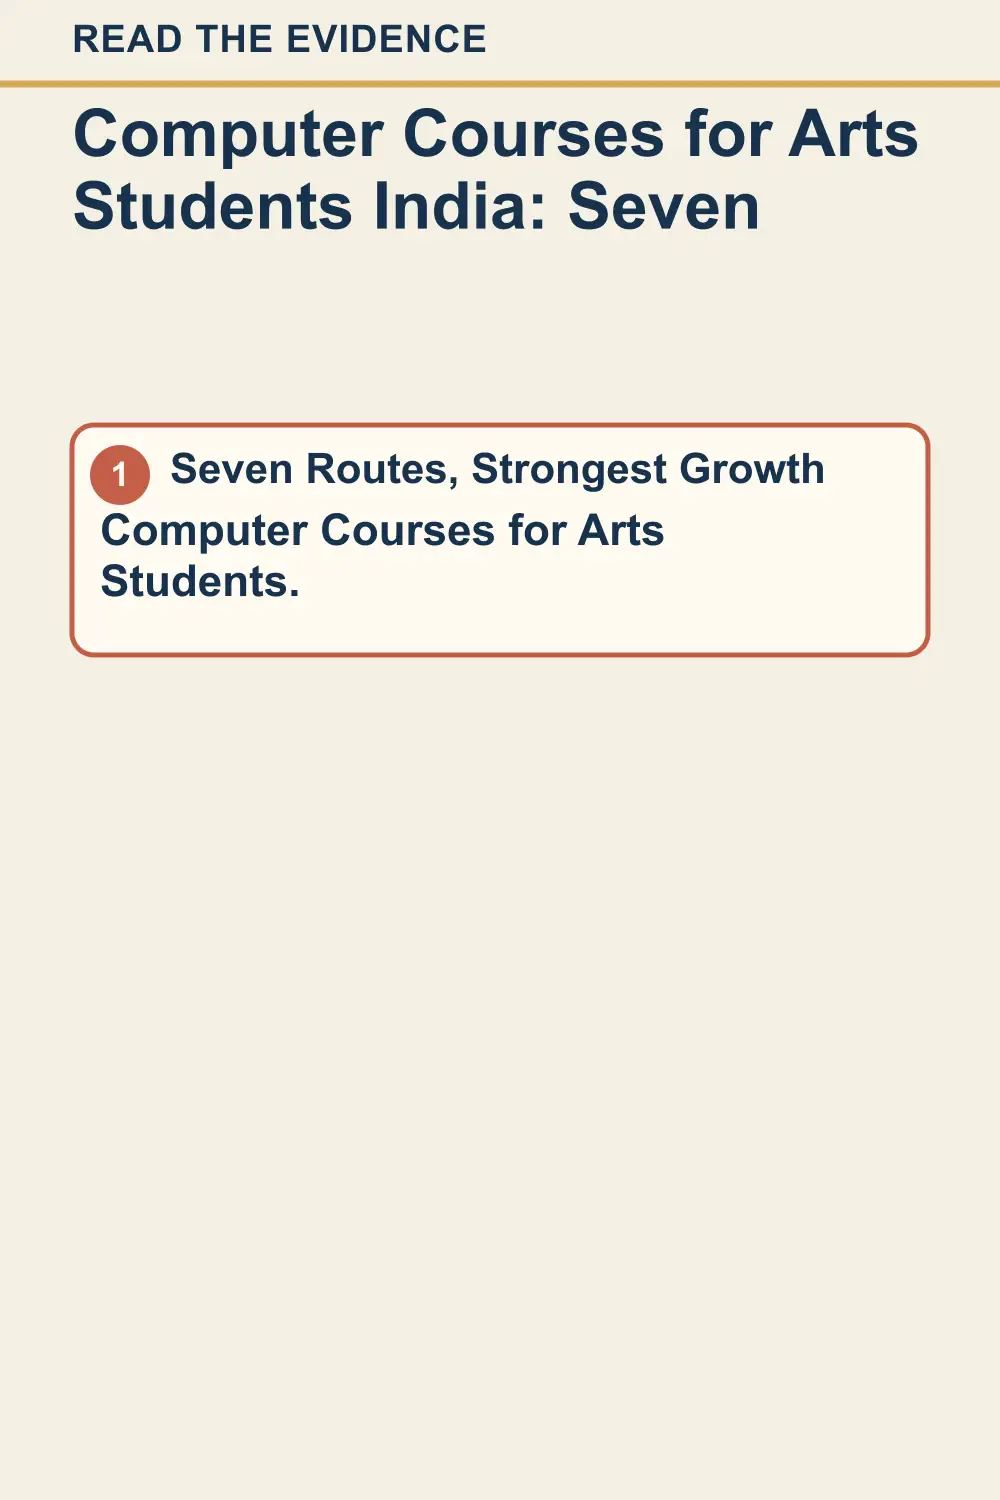 READ THE EVIDENCE
Computer Courses for Arts
Students India: Seven
1 Seven Routes, Strongest Growth
Computer Courses for Arts
Students.